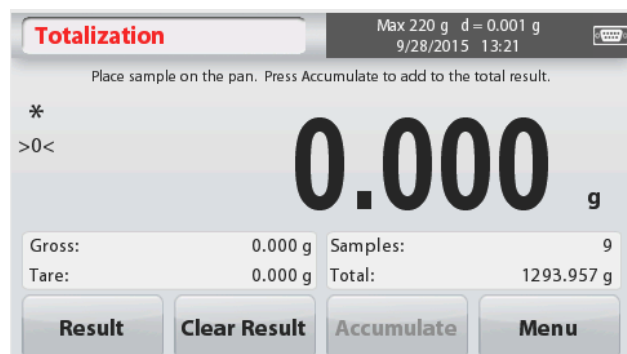 Totalization
Max 220 g d = 0.001 g
9/28/2015 13:21
Place sample on the pan. Press Accumulate to add to the total result.
*
>0<
0.000 g
Gross: 0.000 g Samples: 9
Tare: 0.000 g Total: 1293.957 g
Result Clear Result Accumulate Menu